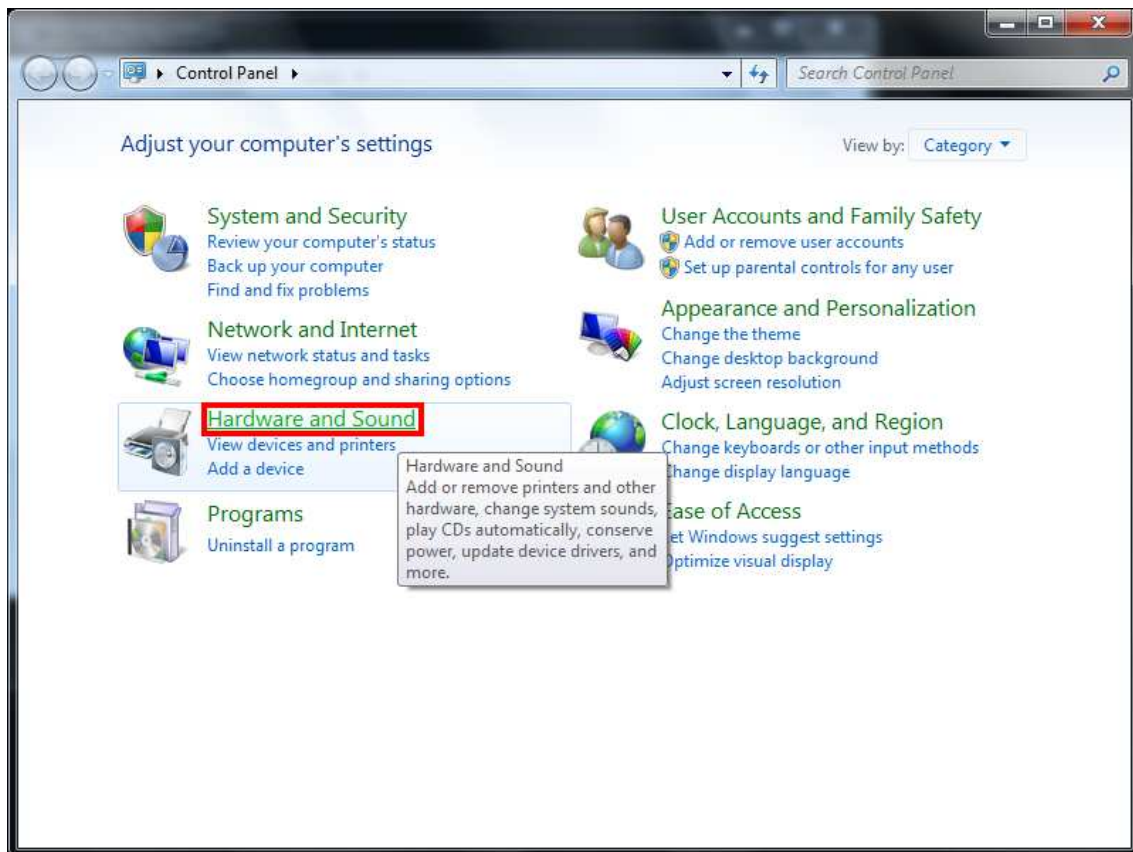 Control Panel
Search Control Panel
Adjust your computer's settings
View by: Category
System and Security
Review your computer's status
Back up your computer
Find and fix problems
Network and Internet
View network status and tasks
Choose homegroup and sharing options
Hardware and Sound
View devices and printers
Add a device
Programs
Uninstall a program
Hardware and Sound
Add or remove printers and other
hardware, change system sounds,
play CDs automatically, conserve
power, update device drivers, and
more.
User Accounts and Family Safety
Add or remove user accounts
Set up parental controls for any user
Appearance and Personalization
Change the theme
Change desktop background
Adjust screen resolution
Clock, Language, and Region
Change keyboards or other input methods
Change display language
Ease of Access
Let Windows suggest settings
Optimize visual display